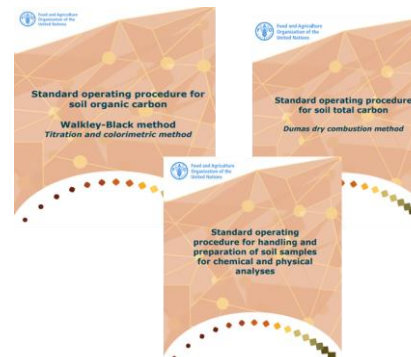 Food and Agriculture
Organization of the
United Nations
Standard operating procedure for
soil organic carbon
Walkley-Black method
Titration and colorimetric method
Food and Agriculture
Organization of the
United Nations
Standard operating procedure
for soil total carbon
Dumas dry combustion method
Food and Agriculture
Organization of the
United Nations
Standard operating
procedure for handling and
preparation of soil samples
for chemical and physical
analyses